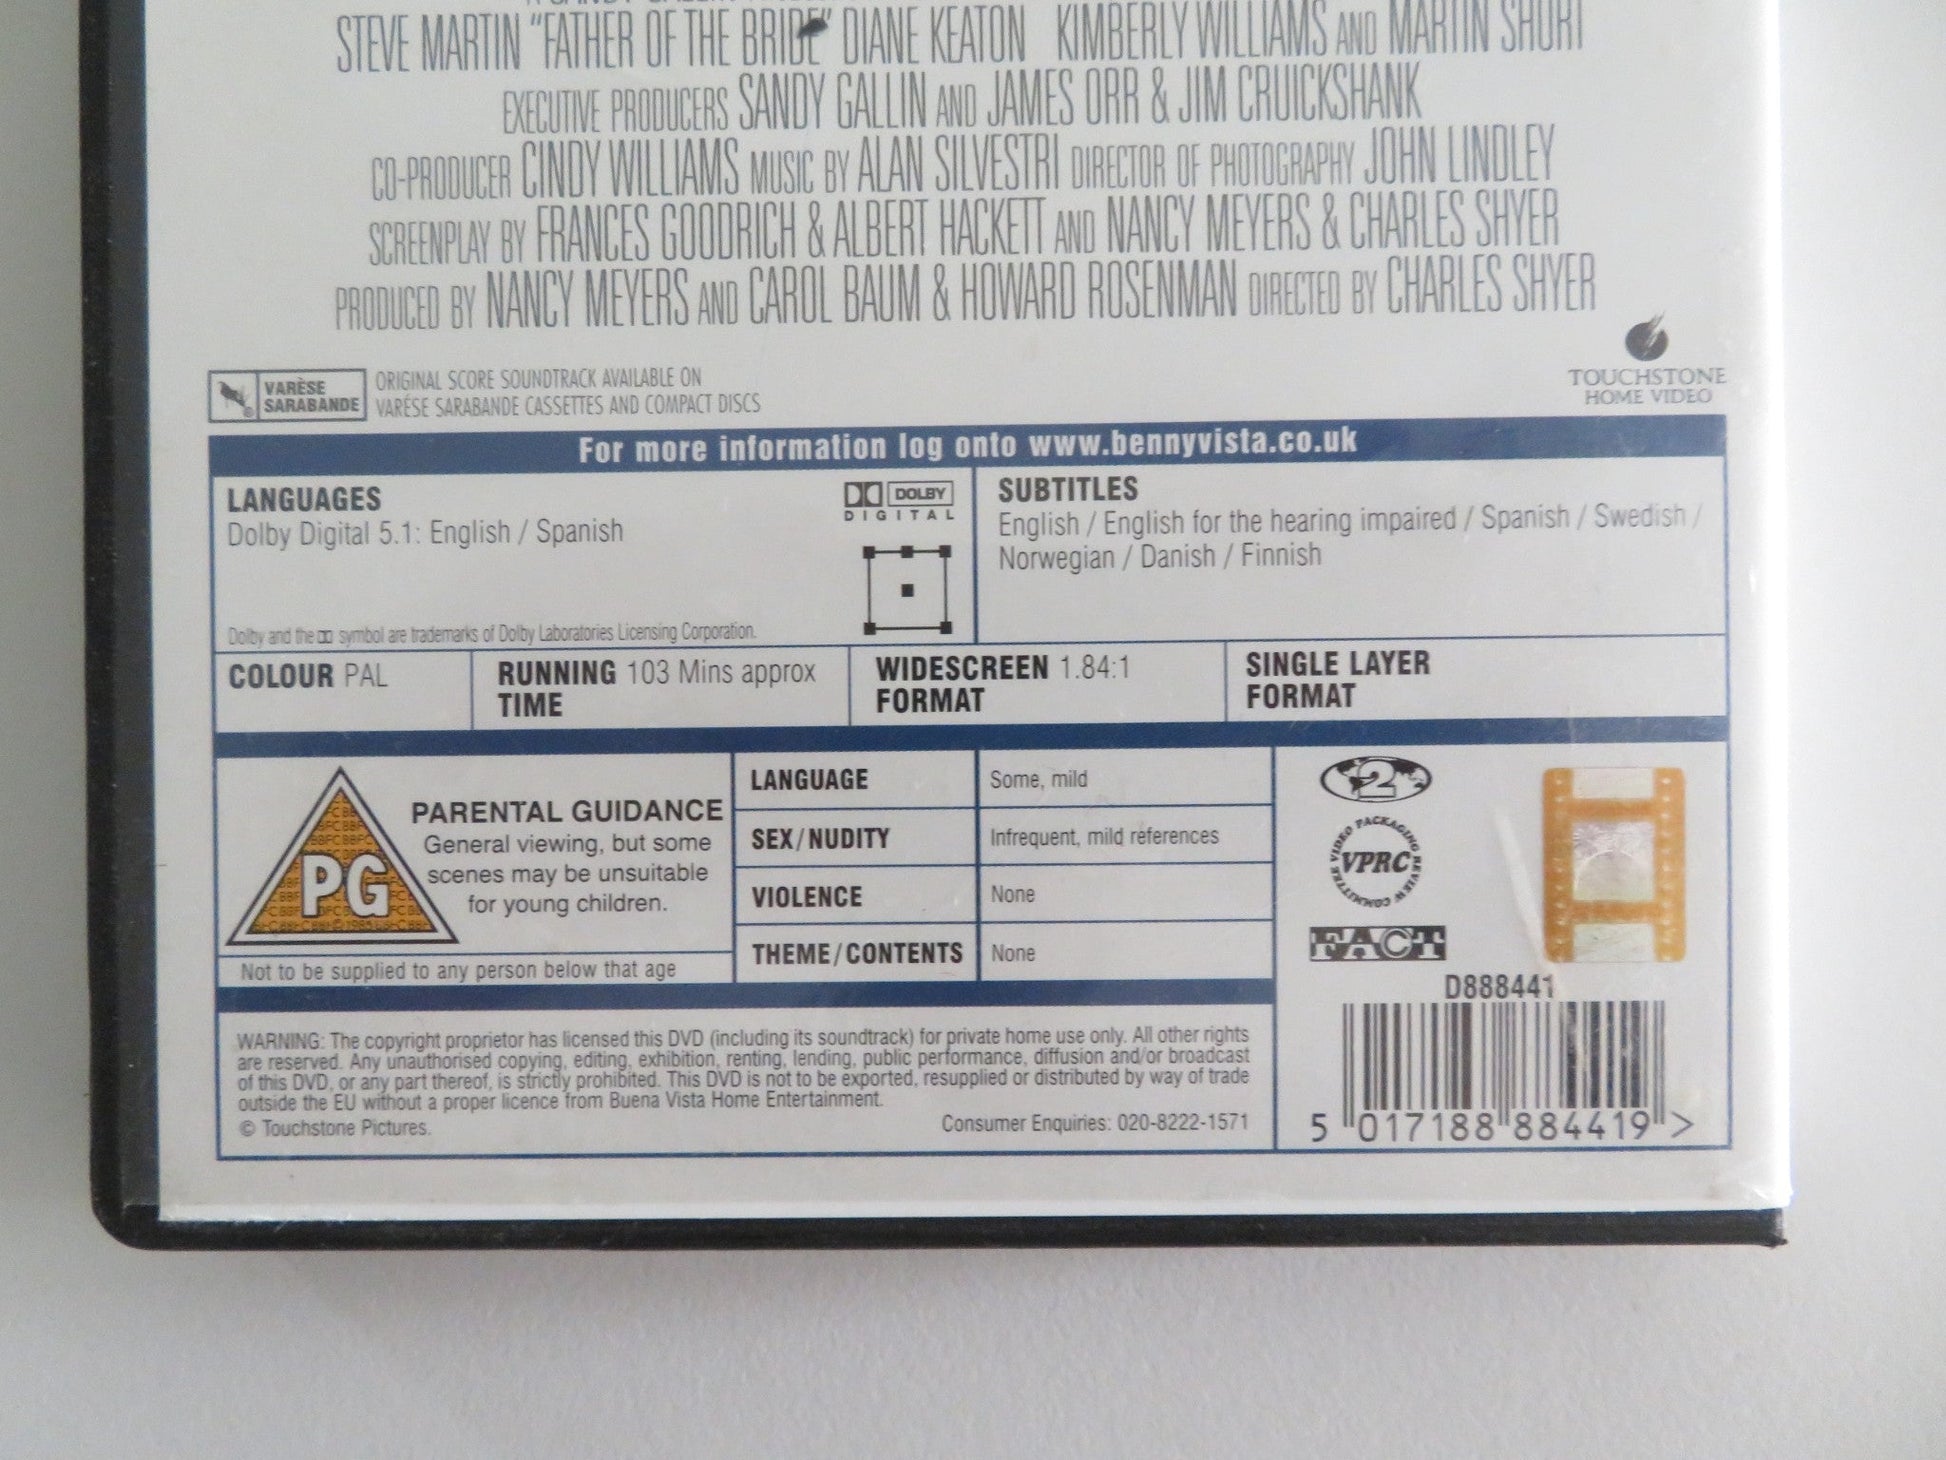 STEVE MARTIN "FATHER OF THE BRIDE" DIANE KEATON KIMBERLY WILLIAMS AND MARTIN SHORT
EXECUTIVE PRODUCERS SANDY GALLIN AND JAMES ORR & JIM CRUICKSHANK
CO-PRODUCER CINDY WILLIAMS MUSIC BY ALAN SILVESTRI DIRECTOR OF PHOTOGRAPHY JOHN LINDLEY
SCREENPLAY BY FRANCES GOODRICH & ALBERT HACKETT AND NANCY MEYERS & CHARLES SHYER
PRODUCED BY NANCY MEYERS AND CAROL BAUM & HOWARD ROSENMAN DIRECTED BY CHARLES SHYER
VARÈSE
SARABANDE
ORIGINAL SCORE SOUNDTRACK AVAILABLE ON
VARÈSE SARABANDE CASSETTES AND COMPACT DISCS
TOUCHSTONE
HOME VIDEO
For more information log onto www.bennyvista.co.uk
LANGUAGES
Dolby Digital 5.1: English / Spanish
DOLBY
DIGITAL
Dolby and the symbol are trademarks of Dolby Laboratories Licensing Corporation.
SUBTITLES
English / English for the hearing impaired / Spanish / Swedish /
Norwegian / Danish / Finnish
COLOUR PAL
RUNNING 103 Mins approx
TIME
WIDESCREEN 1.84:1
FORMAT
SINGLE LAYER
FORMAT
PG
PARENTAL GUIDANCE
General viewing, but some
scenes may be unsuitable
for young children.
Not to be supplied to any person below that age
LANGUAGE Some, mild
SEX/NUDITY Infrequent, mild references
VIOLENCE None
THEME/CONTENTS None
2
VIDEO PACKAGING REVIEW COMMITTEE
VPRC
FACT
D888441
5 017188 884419 >
WARNING: The copyright proprietor has licensed this DVD (including its soundtrack) for private home use only. All other rights
are reserved. Any unauthorised copying, editing, exhibition, renting, lending, public performance, diffusion and/or broadcast
of this DVD, or any part thereof, is strictly prohibited. This DVD is not to be exported, resupplied or distributed by way of trade
outside the EU without a proper licence from Buena Vista Home Entertainment.
© Touchstone Pictures.
Consumer Enquiries: 020-8222-1571